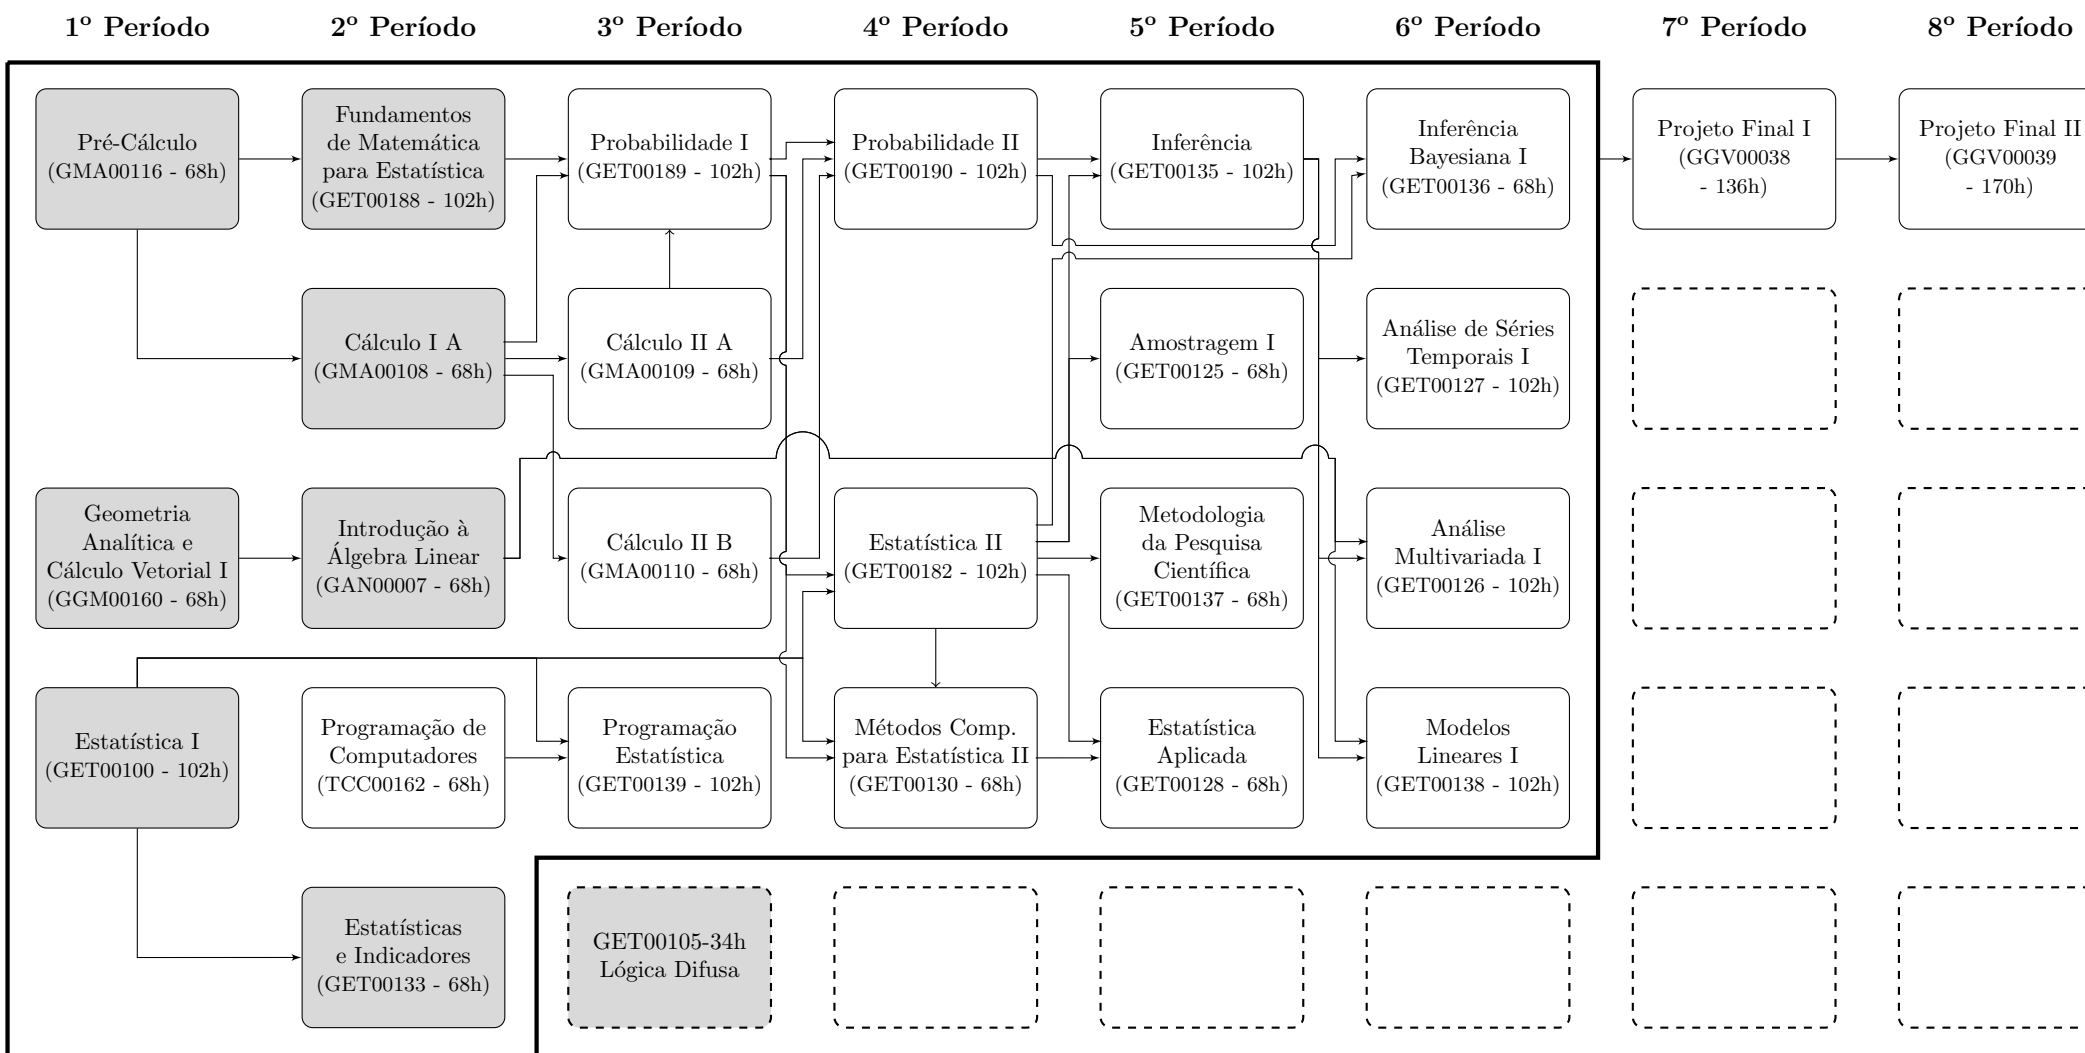 1º Período
2º Período
3º Período
4º Período
5º Período
6º Período
7º Período
8º Período
Pré-Cálculo
(GMA00116 - 68h)
Fundamentos
de Matemática
para Estatística
(GET00188 - 102h)
Probabilidade I
(GET00189 - 102h)
Probabilidade II
(GET00190 - 102h)
Inferência
(GET00135 - 102h)
Inferência
Bayesiana I
(GET00136 - 68h)
Projeto Final I
(GGV00038
- 136h)
Projeto Final II
(GGV00039
- 170h)
Cálculo I A
(GMA00108 - 68h)
Cálculo II A
(GMA00109 - 68h)
Amostragem I
(GET00125 - 68h)
Análise de Séries
Temporais I
(GET00127 - 102h)
Geometria
Analítica e
Cálculo Vetorial I
(GGM00160 - 68h)
Introdução à
Álgebra Linear
(GAN00007 - 68h)
Cálculo II B
(GMA00110 - 68h)
Estatística II
(GET00182 - 102h)
Metodologia
da Pesquisa
Científica
(GET00137 - 68h)
Análise
Multivariada I
(GET00126 - 102h)
Estatística I
(GET00100 - 102h)
Programação de
Computadores
(TCC00162 - 68h)
Programação
Estatística
(GET00139 - 102h)
Métodos Comp.
para Estatística II
(GET00130 - 68h)
Estatística
Aplicada
(GET00128 - 68h)
Modelos
Lineares I
(GET00138 - 102h)
Estatísticas
e Indicadores
(GET00133 - 68h)
GET00105-34h
Lógica Difusa